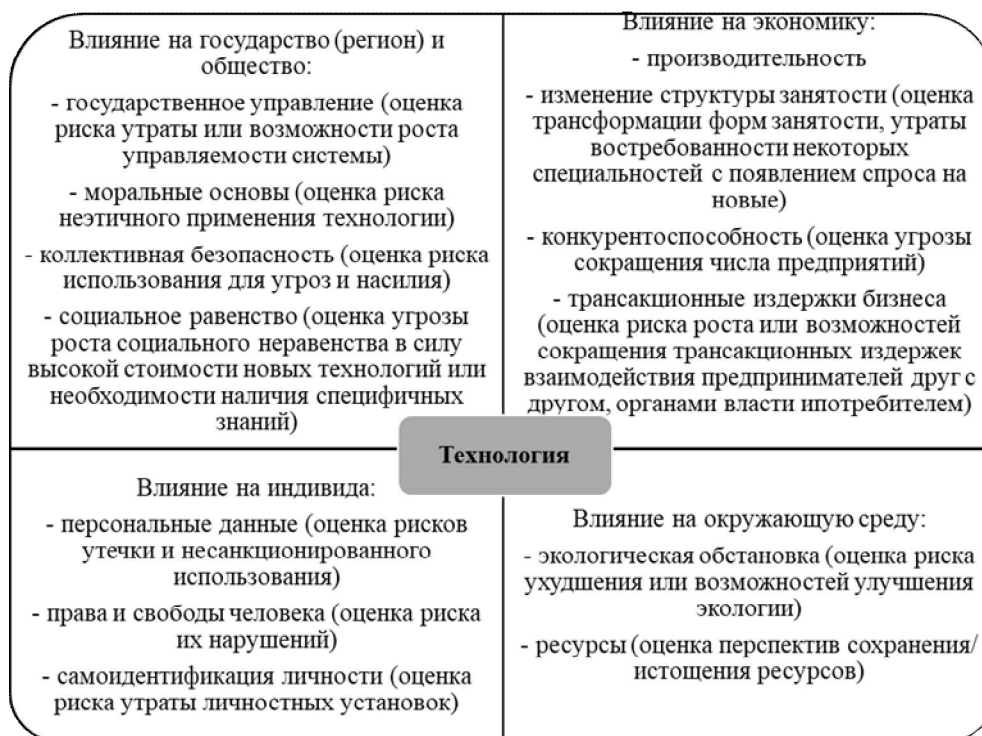 Влияние на государство (регион) и
общество:
- государственное управление (оценка
риска утраты или возможности роста
управляемости системы)
- моральные основы (оценка риска
неэтичного применения технологии)
- коллективная безопасность (оценка риска
использования для угроз и насилия)
- социальное равенство (оценка угрозы
роста социального неравенства в силу
высокой стоимости новых технологий или
необходимости наличия специфичных
знаний)
Влияние на экономику:
- производительность
- изменение структуры занятости (оценка
трансформации форм занятости, утраты
востребованности некоторых
специальностей с появлением спроса на
новые)
- конкурентоспособность (оценка угрозы
сокращения числа предприятий)
- трансакционные издержки бизнеса
(оценка риска роста или возможностей
сокращения трансакционных издержек
взаимодействия предпринимателей друг с
другом, органами власти ипотребителем)
Технология
Влияние на индивида:
- персональные данные (оценка рисков
утечки и несанкционированного
использования)
- права и свободы человека (оценка риска
их нарушений)
- самоидентификация личности (оценка
риска утраты личностных установок)
Влияние на окружающую среду:
- экологическая обстановка (оценка риска
ухудшения или возможностей улучшения
экологии)
- ресурсы (оценка перспектив сохранения/
истощения ресурсов)